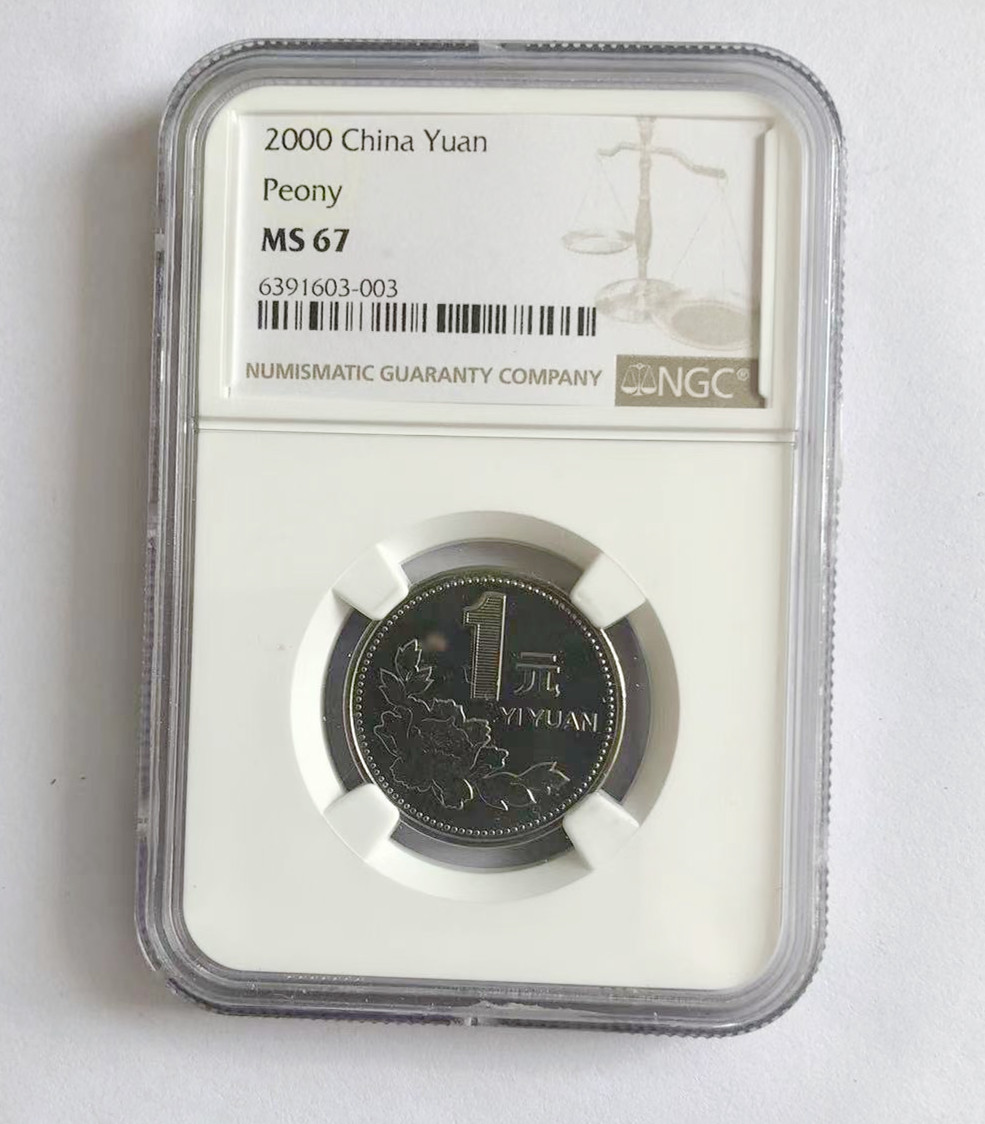 2000 China Yuan
Peony
MS 67
6391603-003
NUMISMATIC GUARANTY COMPANY
NGC®
1元
YI YUAN